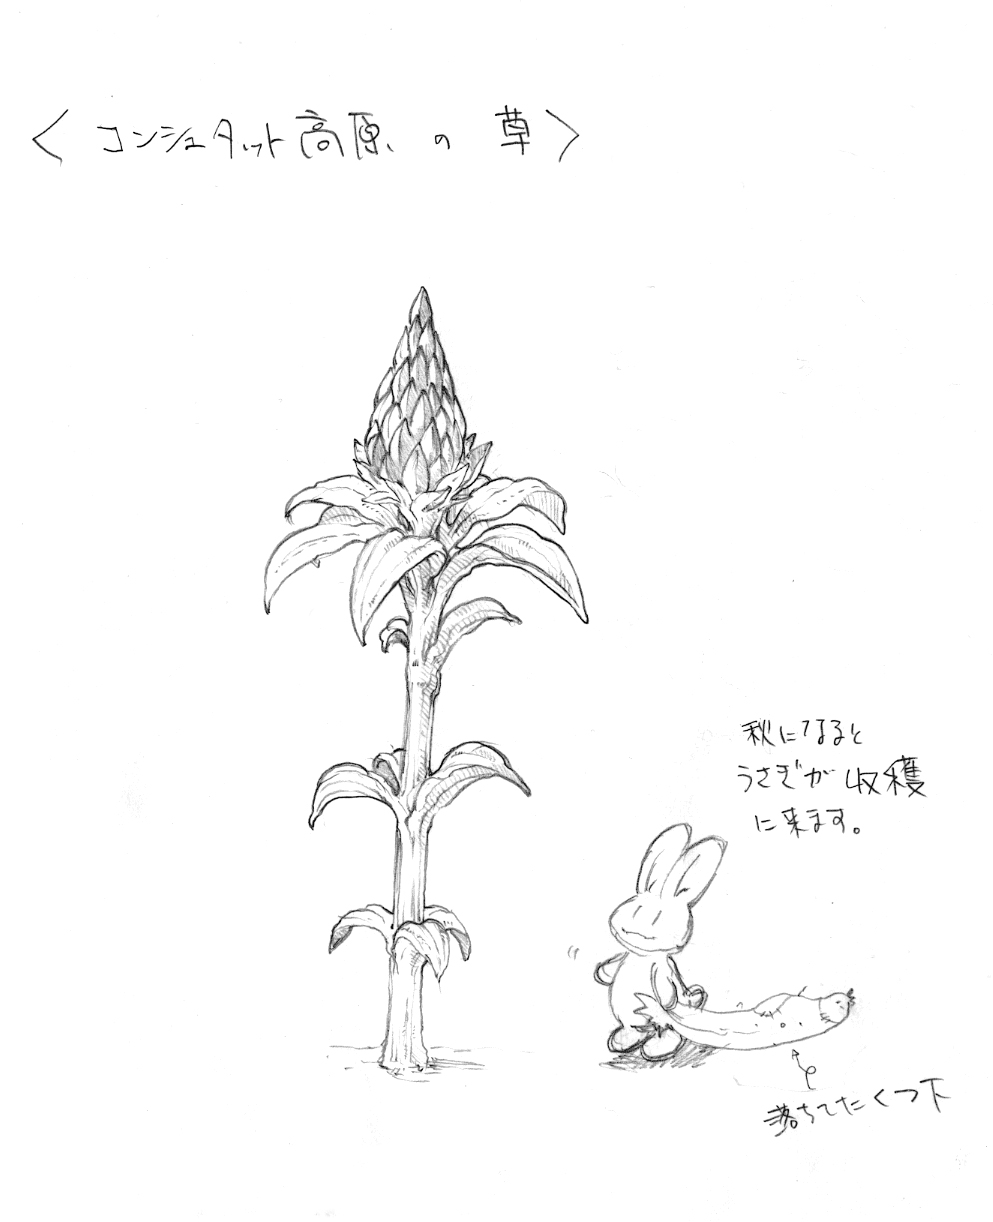 ＜コンシュタット高原の草＞
秋になると
うさぎが収穫
に来ます。
落ちてたくつ下